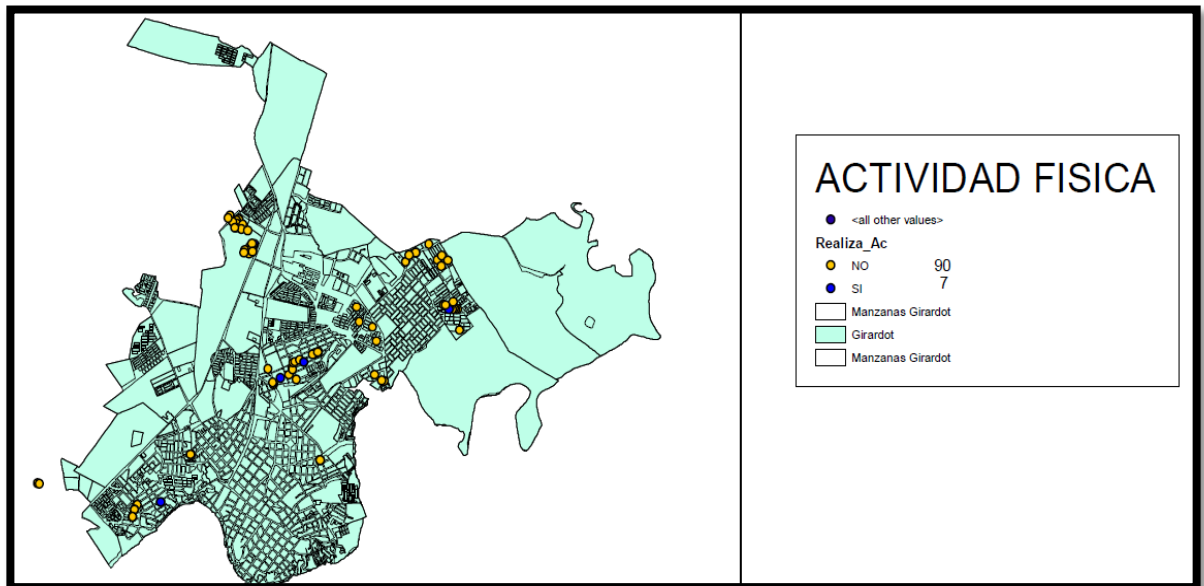 ACTIVIDAD FISICA
<all other values>
Realiza_Ac
NO 90
SI 7
Manzanas Girardot
Girardot
Manzanas Girardot